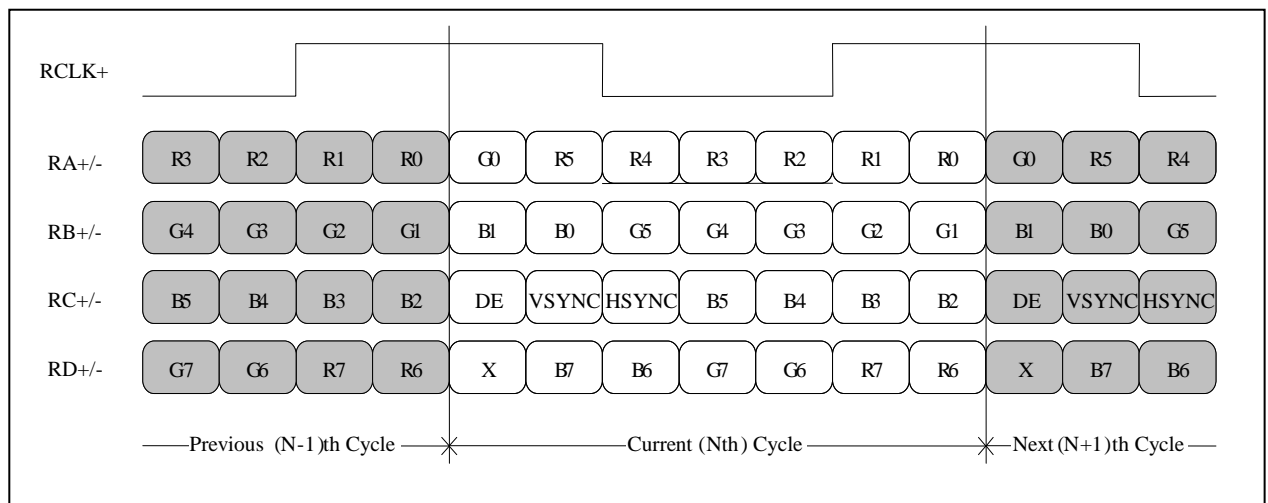 RCLK+
RA+/- R3 R2 R1 R0 G0 R5 R4 R3 R2 R1 R0 G0 R5 R4
RB+/- G4 G3 G2 G1 B1 B0 G5 G4 G3 G2 G1 B1 B0 G5
RC+/- B5 B4 B3 B2 DE VSYNC HSYNC B5 B4 B3 B2 DE VSYNC HSYNC
RD+/- G7 G6 R7 R6 X B7 B6 G7 G6 R7 R6 X B7 B6
Previous (N-1)th Cycle Current (Nth) Cycle Next (N+1)th Cycle